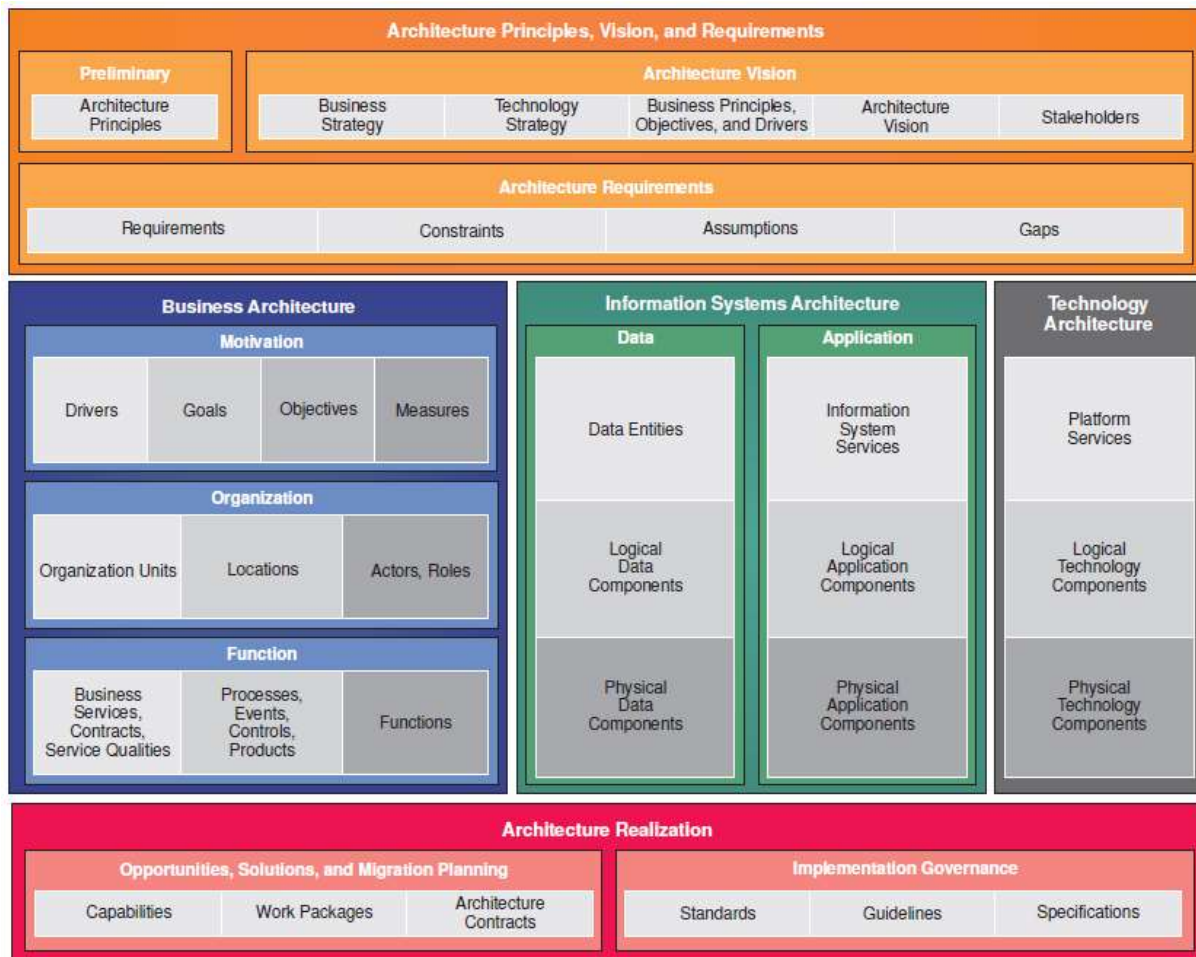 Architecture Principles, Vision, and Requirements
Preliminary
Architecture
Principles
Architecture Vision
Business
Strategy
Technology
Strategy
Business Principles,
Objectives, and Drivers
Architecture
Vision
Stakeholders
Architecture Requirements
Requirements
Constraints
Assumptions
Gaps
Business Architecture
Motivation
Drivers
Goals
Objectives
Measures
Organization
Organization Units
Locations
Actors, Roles
Function
Business
Services,
Contracts,
Service Qualities
Processes,
Events,
Controls,
Products
Functions
Information Systems Architecture
Data
Data Entities
Logical
Data
Components
Physical
Data
Components
Application
Information
System
Services
Logical
Application
Components
Physical
Application
Components
Technology
Architecture
Platform
Services
Logical
Technology
Components
Physical
Technology
Components
Architecture Realization
Opportunities, Solutions, and Migration Planning
Capabilities
Work Packages
Architecture
Contracts
Implementation Governance
Standards
Guidelines
Specifications